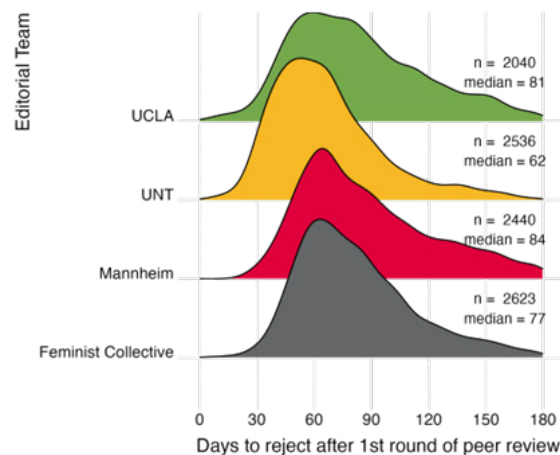 Editorial Team
n = 2040
median = 81
UCLA
n = 2536
median = 62
UNT
n = 2440
median = 84
Mannheim
n = 2623
median = 77
Feminist Collective
0 30 60 90 120 150 180
Days to reject after 1st round of peer review